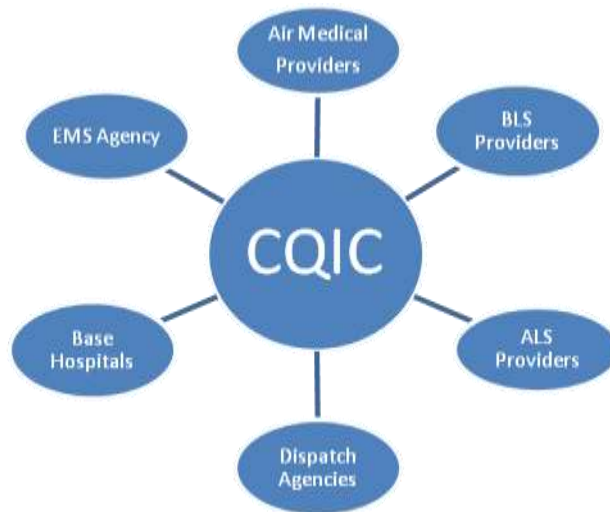 Air Medical
Providers
EMS Agency
BLS
Providers
CQIC
Base
Hospitals
ALS
Providers
Dispatch
Agencies